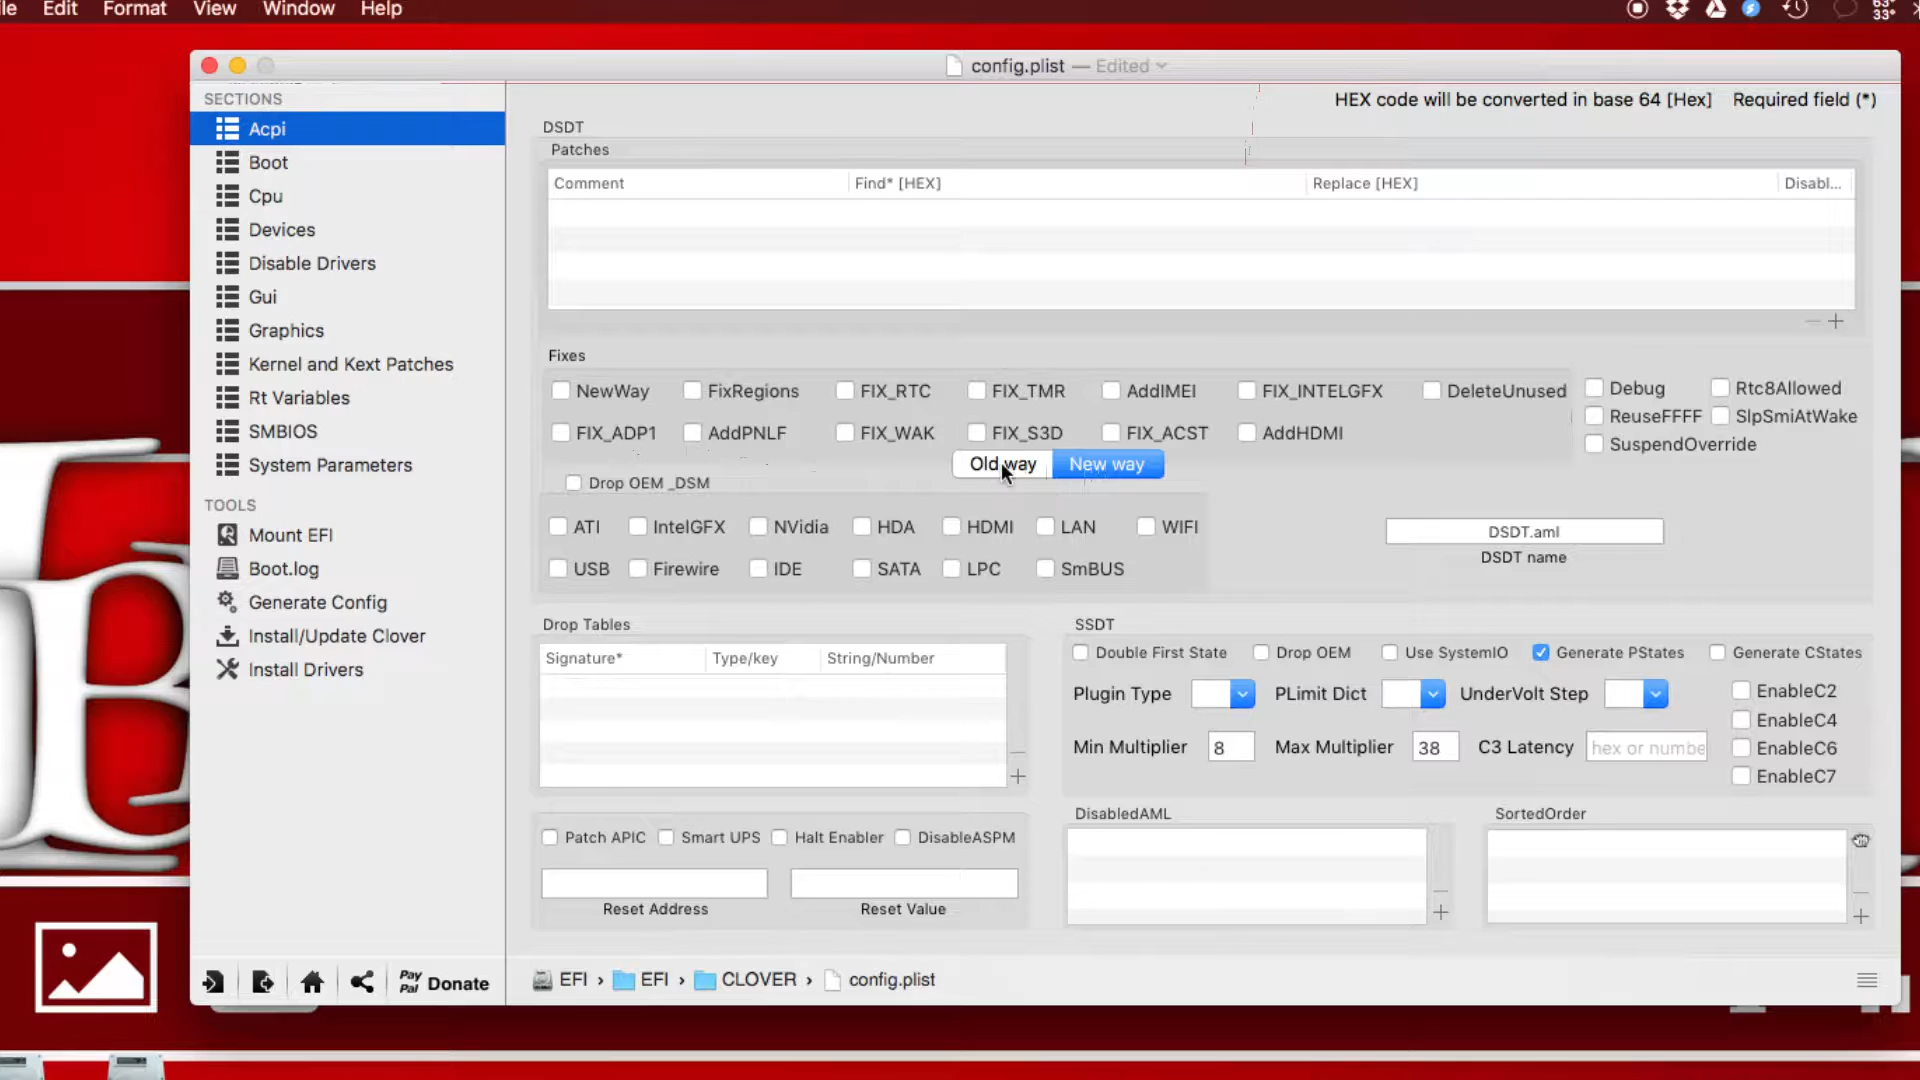 le Edit Format View Window Help
63°
33°
config.plist — Edited
SECTIONS
HEX code will be converted in base 64 [Hex] Required field (*)
Acpi
Boot
Cpu
Devices
Disable Drivers
Gui
Graphics
Kernel and Kext Patches
Rt Variables
SMBIOS
System Parameters
TOOLS
Mount EFI
Boot.log
Generate Config
Install/Update Clover
Install Drivers
Pay
Pal Donate
DSDT
Patches
Comment Find* [HEX] Replace [HEX] Disabl...
Fixes
NewWay FixRegions FIX_RTC FIX_TMR AddIMEI FIX_INTELGFX DeleteUnused Debug Rtc8Allowed
ReuseFFFF SlpSmiAtWake
FIX_ADP1 AddPNLF FIX_WAK FIX_S3D FIX_ACST AddHDMI SuspendOverride
Old way New way
Drop OEM _DSM
ATI IntelGFX NVidia HDA HDMI LAN WIFI
USB Firewire IDE SATA LPC SmBUS
DSDT.aml
DSDT name
Drop Tables
Signature* Type/key String/Number
SSDT
Double First State Drop OEM Use SystemIO Generate PStates Generate CStates
Plugin Type PLimit Dict UnderVolt Step EnableC2
EnableC4
Min Multiplier 8 Max Multiplier 38 C3 Latency hex or numbe EnableC6
EnableC7
Patch APIC Smart UPS Halt Enabler DisableASPM
Reset Address Reset Value
DisabledAML SortedOrder
EFI › EFI › CLOVER › config.plist